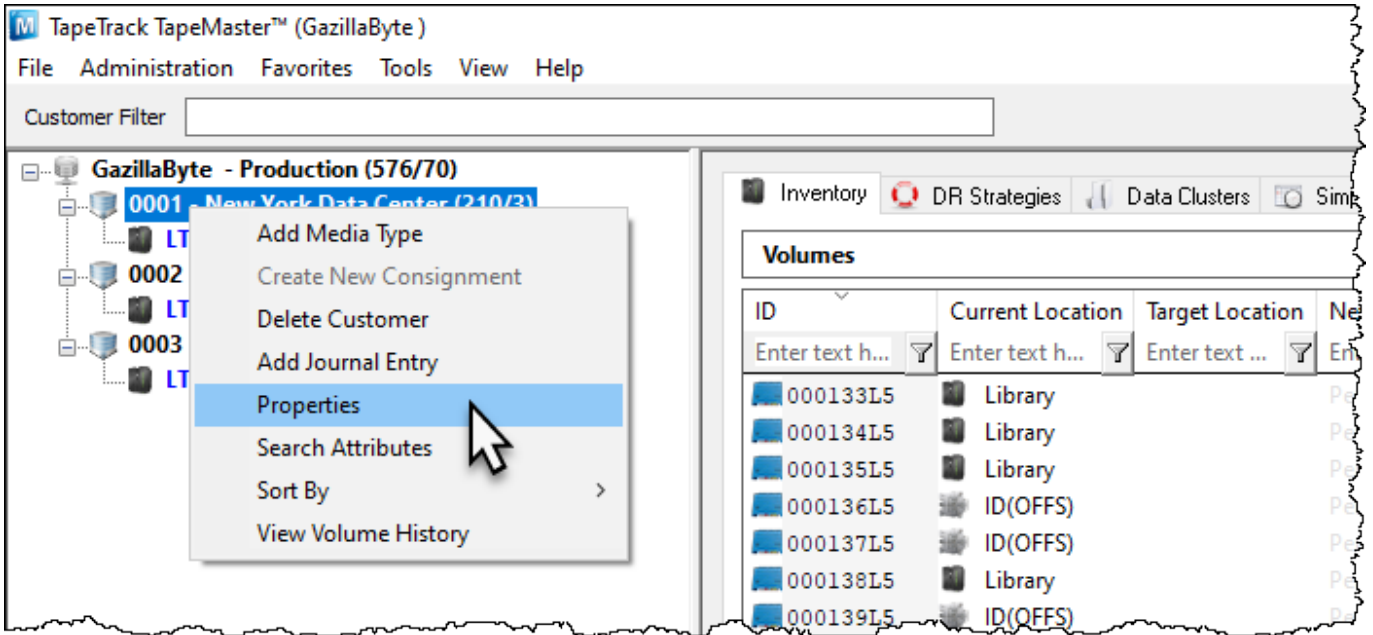 TapeTrack TapeMaster™ (GazillaByte )
File Administration Favorites Tools View Help
Customer Filter
GazillaByte - Production (576/70)
0001 - New York Data Center (210/3)
LT
0002
LT
0003
LT
Add Media Type
Create New Consignment
Delete Customer
Add Journal Entry
Properties
Search Attributes
Sort By
View Volume History
Inventory DR Strategies Data Clusters
Volumes
ID Current Location Target Location
Enter text h... Enter text h... Enter text ...
000133L5 Library
000134L5 Library
000135L5 Library
000136L5 ID(OFFS)
000137L5 ID(OFFS)
000138L5 Library
000139L5 ID(OFFS)